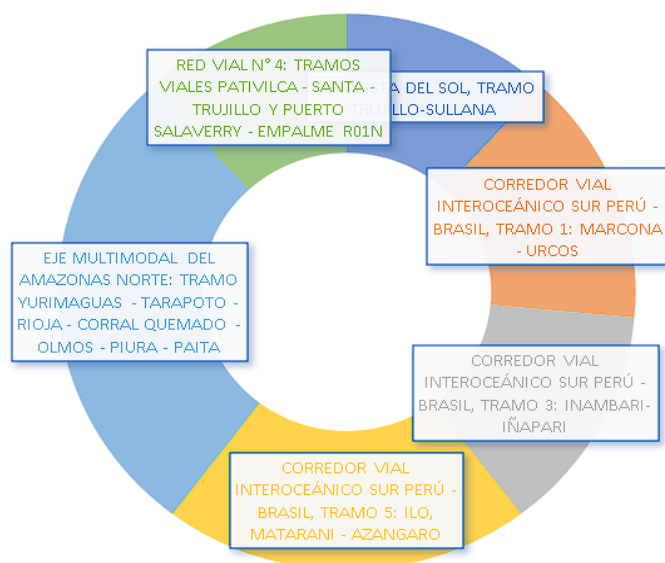 RED VIAL N° 4: TRAMOS
VIALES PATIVILCA - SANTA -
TRUJILLO Y PUERTO
SALAVERRY - EMPALME R01N
DEL SOL, TRAMO
TRUJILLO-SULLANA
CORREDOR VIAL
INTEROCEÁNICO SUR PERÚ -
BRASIL, TRAMO 1: MARCONA
- URCOS
EJE MULTIMODAL DEL
AMAZONAS NORTE: TRAMO
YURIMAGUAS - TARAPOTO -
RIOJA - CORRAL QUEMADO -
OLMOS - PIURA - PAITA
CORREDOR VIAL
INTEROCEÁNICO SUR PERÚ -
BRASIL, TRAMO 3: INAMBARI-
IÑAPARI
CORREDOR VIAL
INTEROCEÁNICO SUR PERÚ -
BRASIL, TRAMO 5: ILO,
MATARANI - AZANGARO